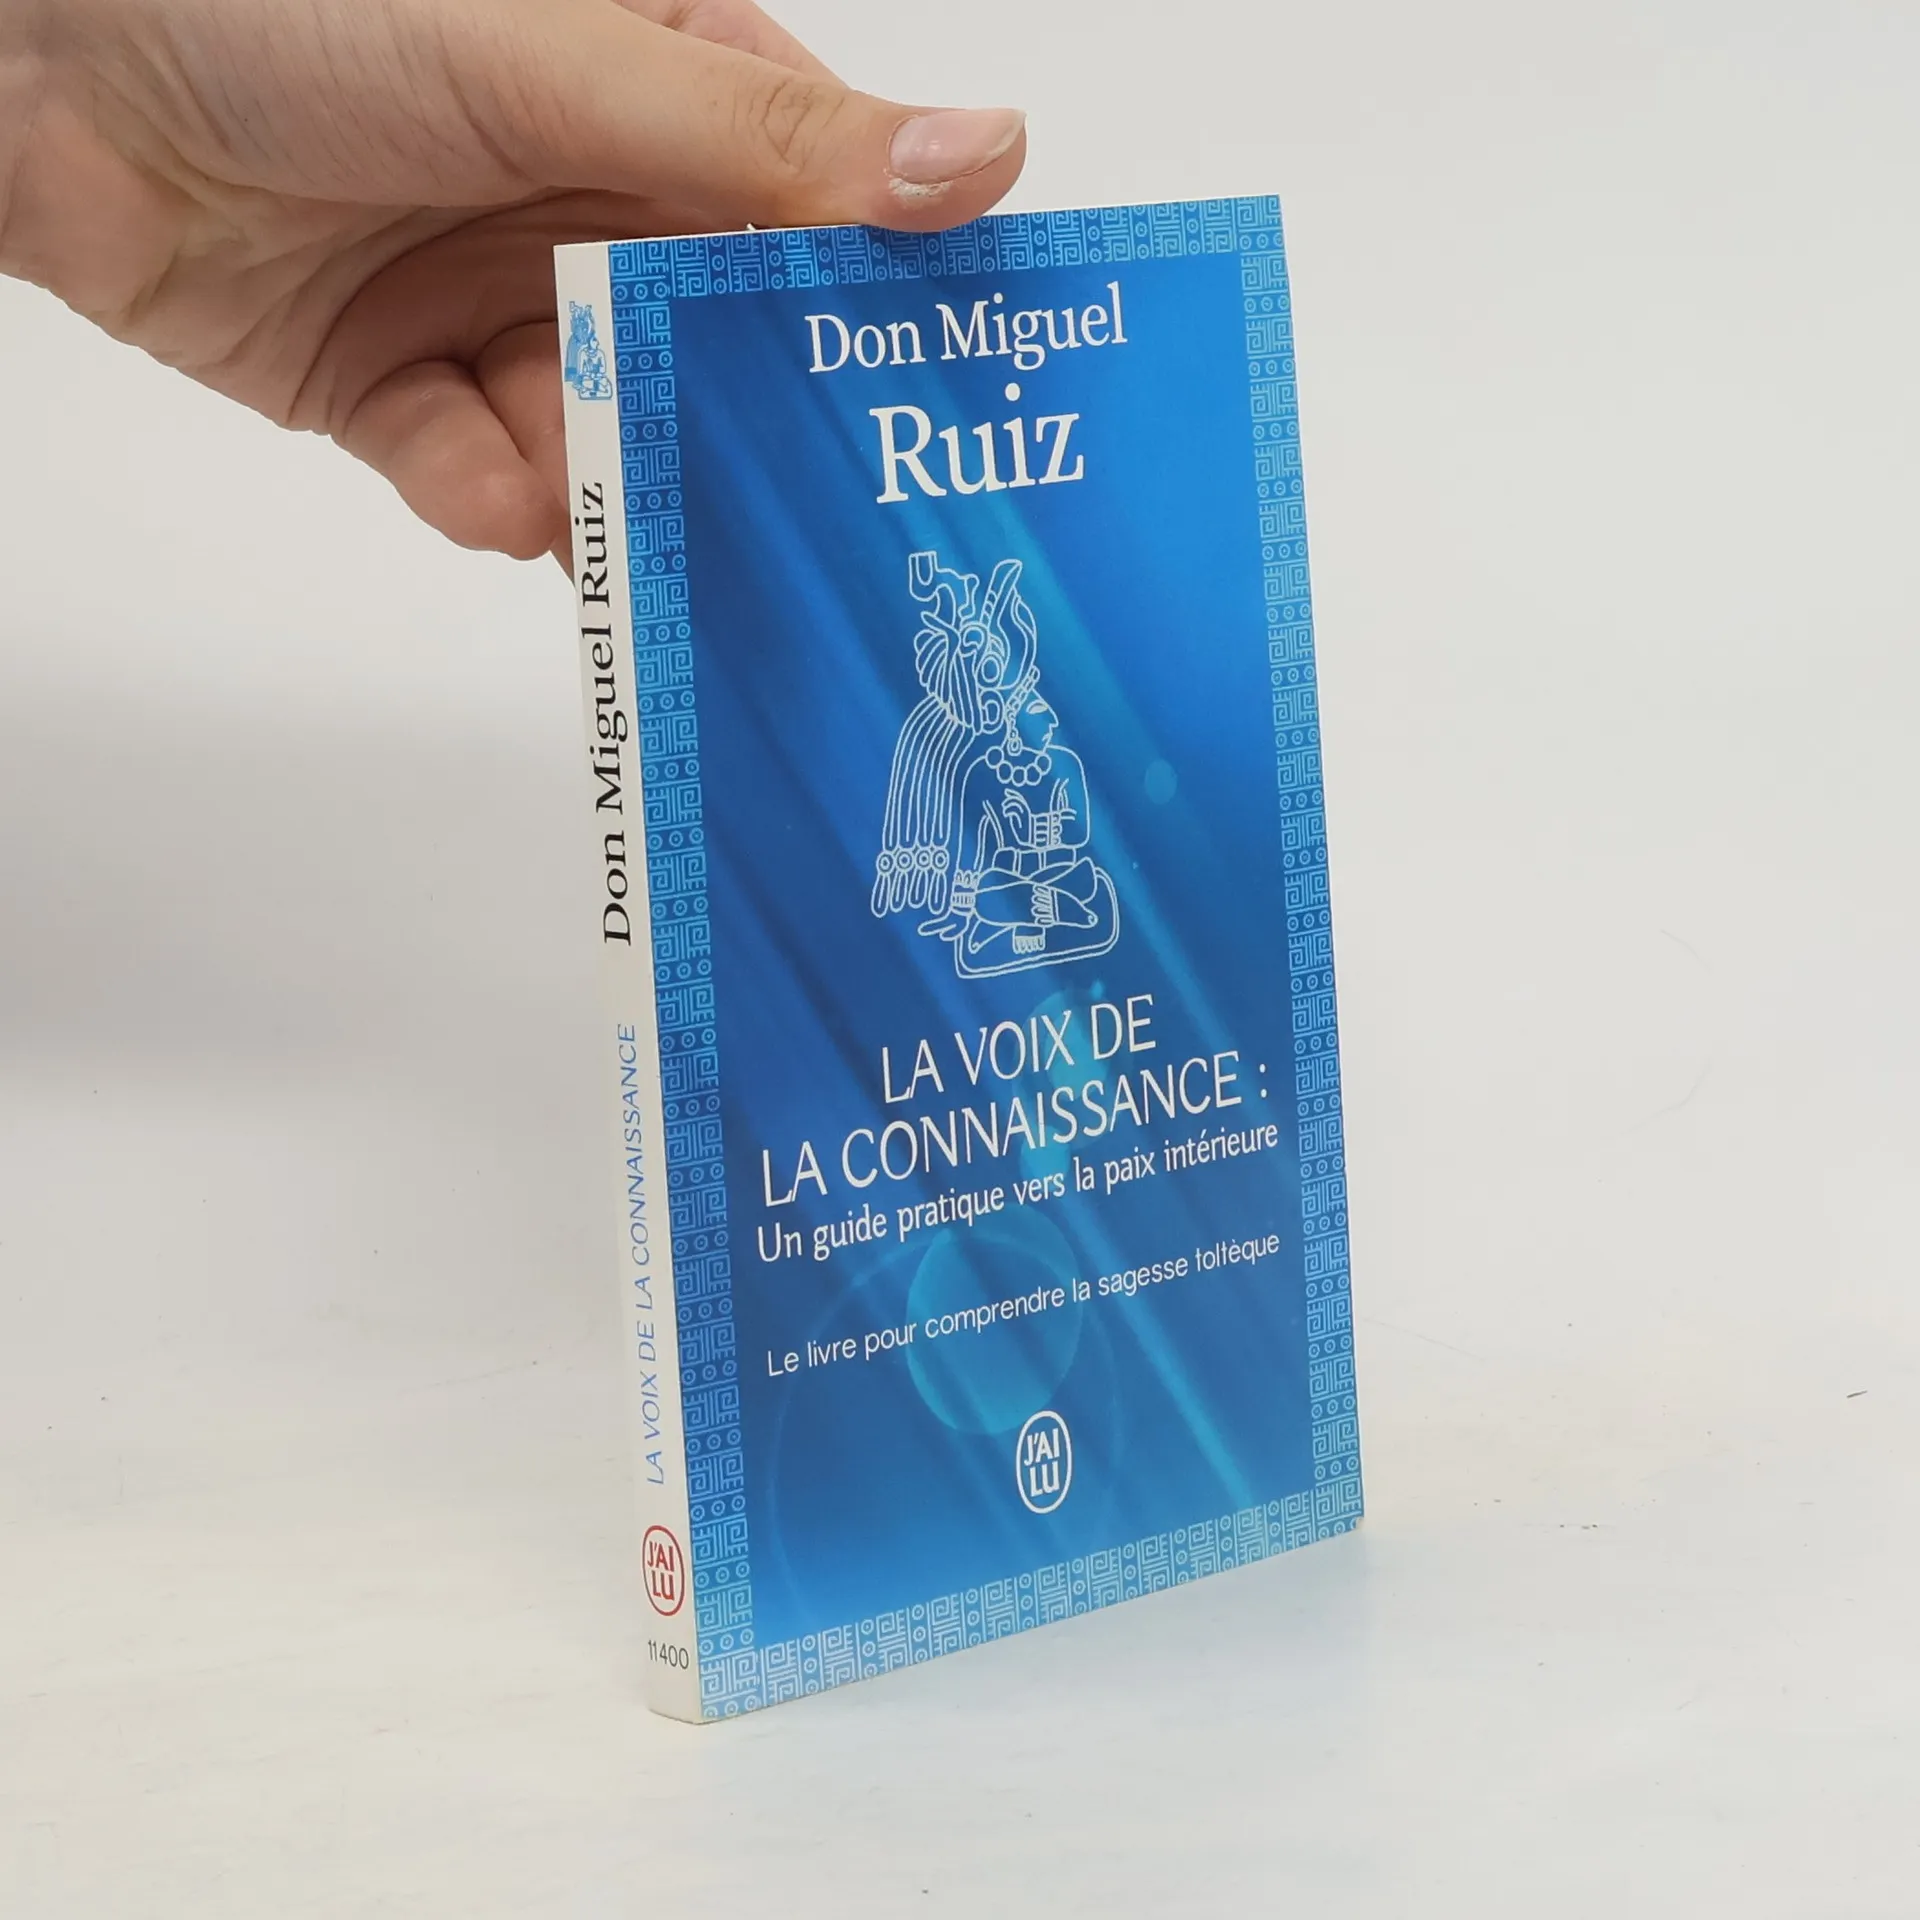 Don Miguel
Ruiz
LA VOIX DE
LA CONNAISSANCE :
Un guide pratique vers la paix intérieure
Le livre pour comprendre la sagesse toltèque
J'AI
LU
Don Miguel Ruiz
LA VOIX DE LA CONNAISSANCE
J'AI
LU
11400